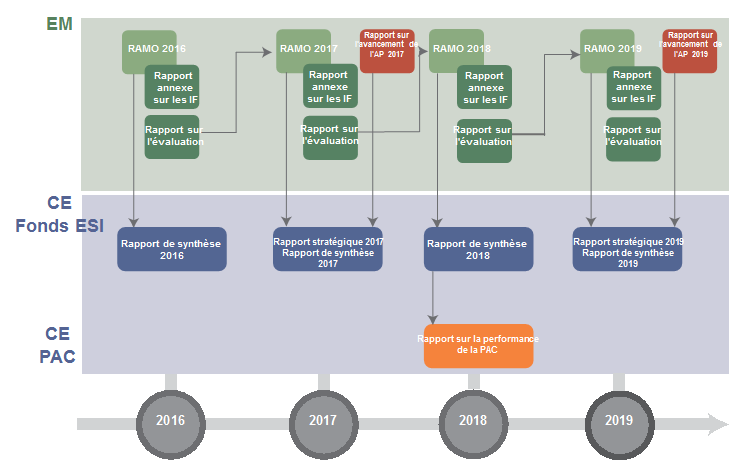 EM
RAMO 2016
Rapport
annexe
sur les IF
Rapport sur
l'évaluation
RAMO 2017
Rapport
annexe
sur les IF
Rapport sur
l'évaluation
Rapport sur
l'avancement de
l'AP 2017
RAMO 2018
Rapport
annexe
sur les IF
Rapport sur
l'évaluation
RAMO 2019
Rapport
annexe
sur les IF
Rapport sur
l'évaluation
Rapport sur
l'avancement de
l'AP 2019
CE
Fonds ESI
Rapport de synthèse
2016
Rapport stratégique 2017
Rapport de synthèse
2017
Rapport de synthèse
2018
Rapport stratégique 2019
Rapport de synthèse
2019
CE
PAC
Rapport sur la performance
de la PAC
2016
2017
2018
2019